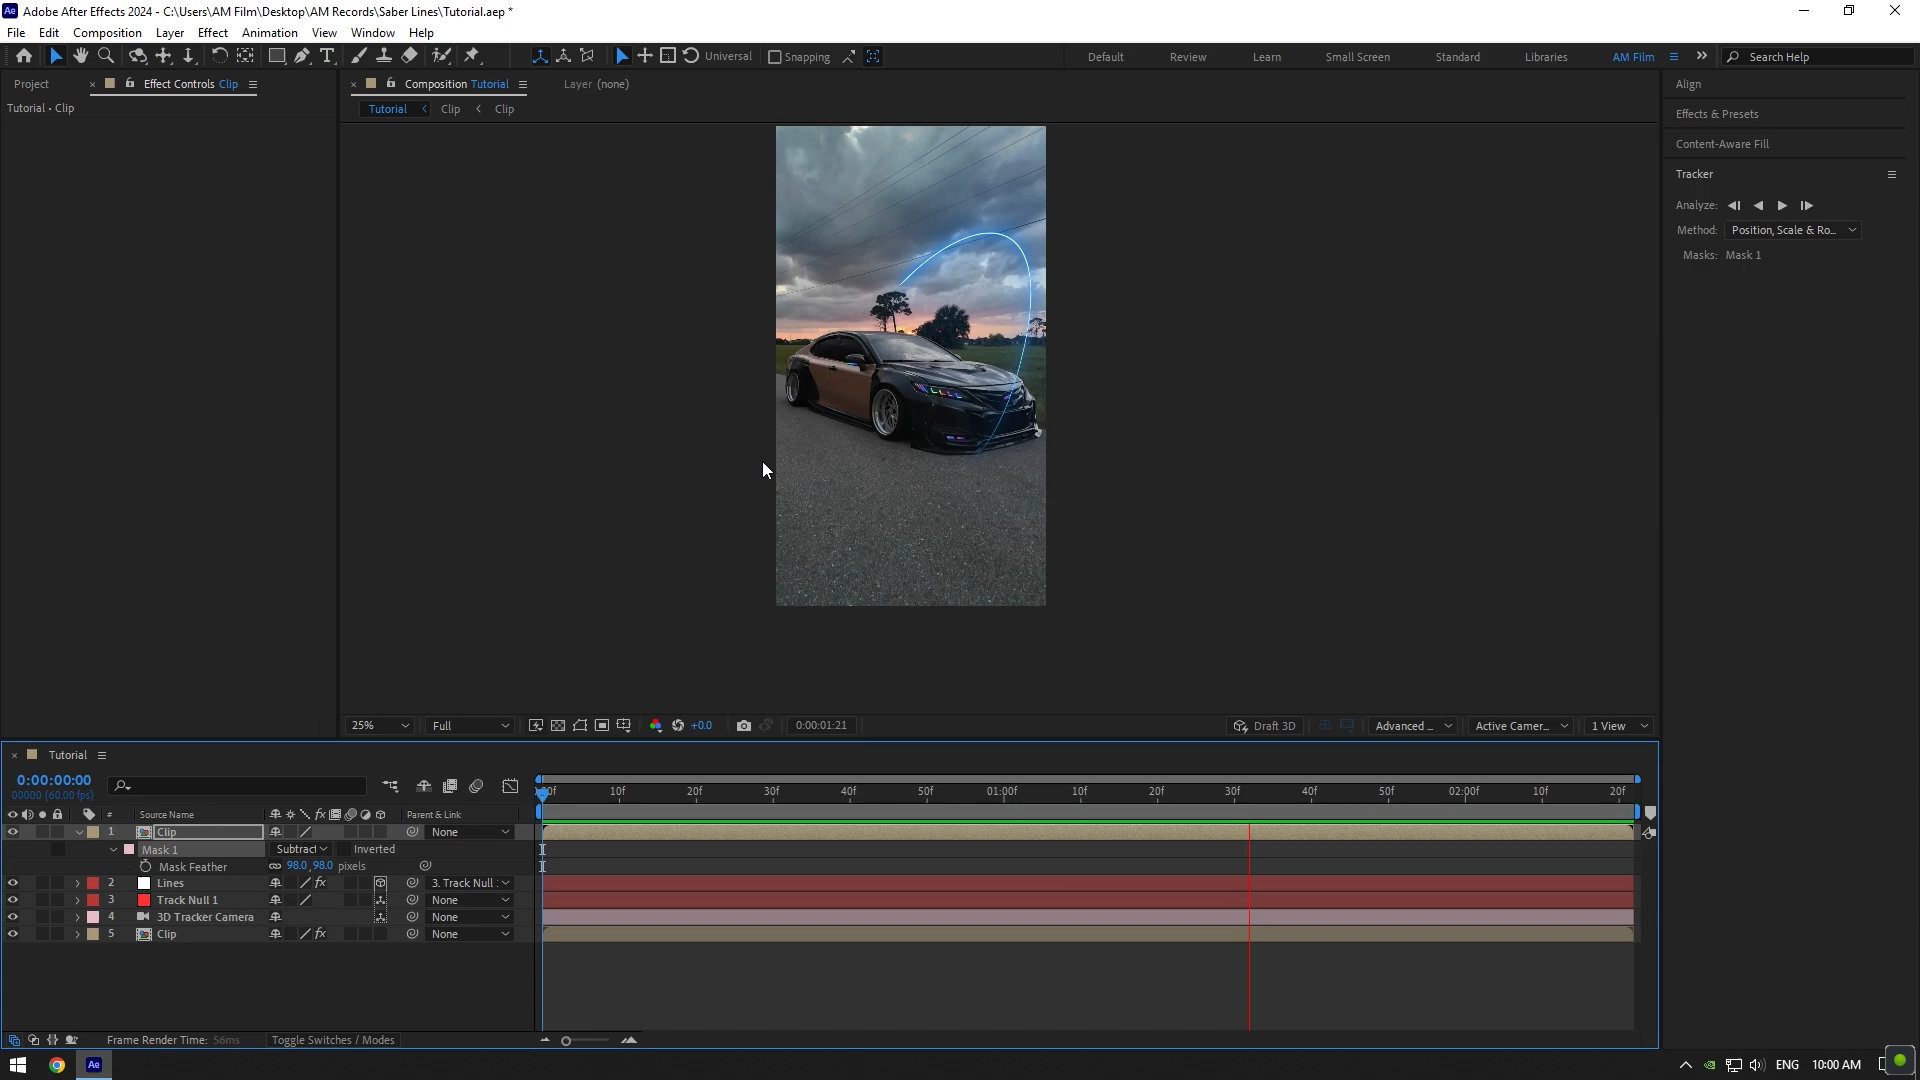 Adobe After Effects 2024 - C:\Users\AM Film\Desktop\AM Records\Saber Lines\Tutorial.aep *
File Edit Composition Layer Effect Animation View Window Help
Universal Snapping Default Review Learn Small Screen Standard Libraries AM Film Search Help
Project Effect Controls Clip Composition Tutorial Layer (none) Align
Tutorial • Clip Tutorial Clip Clip
Effects & Presets
Content-Aware Fill
Tracker
Analyze:
Method: Position, Scale & Ro...
Masks: Mask 1
25% Full +0.0 0:00:01:21 Draft 3D Advanced ... Active Camer... 1 View
Tutorial
0:00:00:00
00000 (60.00 fps)
10f 20f 30f 40f 50f 01:00f 10f 20f 30f 40f 50f 02:00f 10f 20f
# Source Name fx Parent & Link
1 Clip None
Mask 1 Subtract Inverted
Mask Feather 98.0,98.0 pixels
2 Lines fx 3. Track Null
3 Track Null 1 None
4 3D Tracker Camera None
5 Clip fx None
Frame Render Time: 56ms Toggle Switches / Modes
Ae ENG 10:00 AM